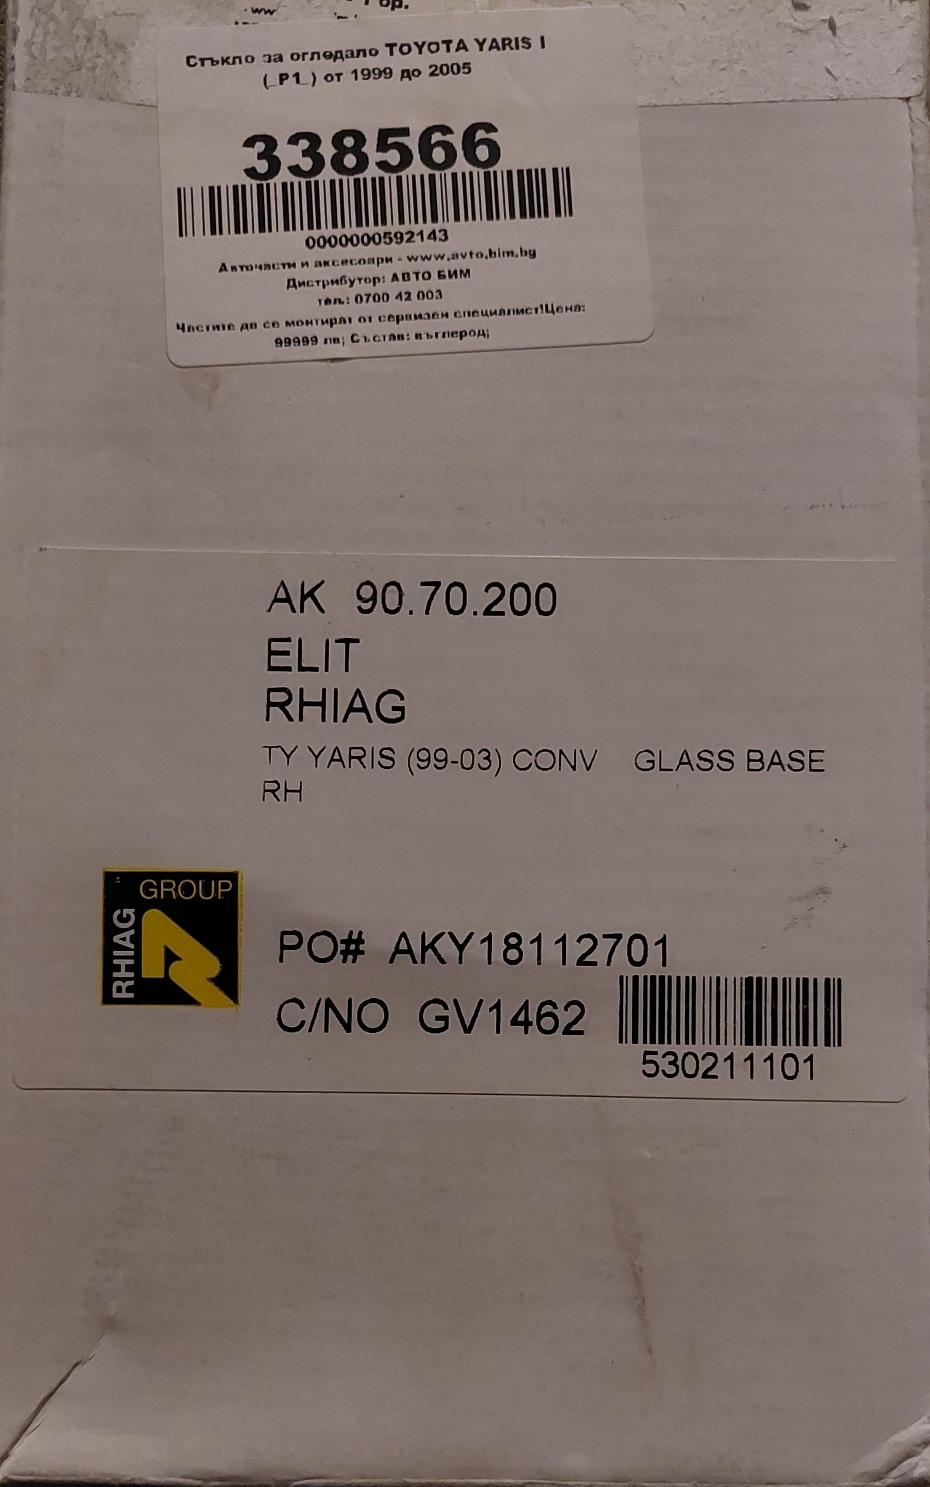 Стъкло за огледало TOYOTA YARIS I
(_P1_) от 1999 до 2005
338566
0000000592143
Авточасти и аксесоари - www.avto.bim.bg
Дистрибутор: АВТО БИМ
тел.: 0700 42 003
Частите да се монтират от сервизен специалист!Цена:
99999 лв; Състав: въглерод;
AK 90.70.200
ELIT
RHIAG
TY YARIS (99-03) CONV GLASS BASE
RH
GROUP
RHIAG
PO# AKY18112701
C/NO GV1462
530211101